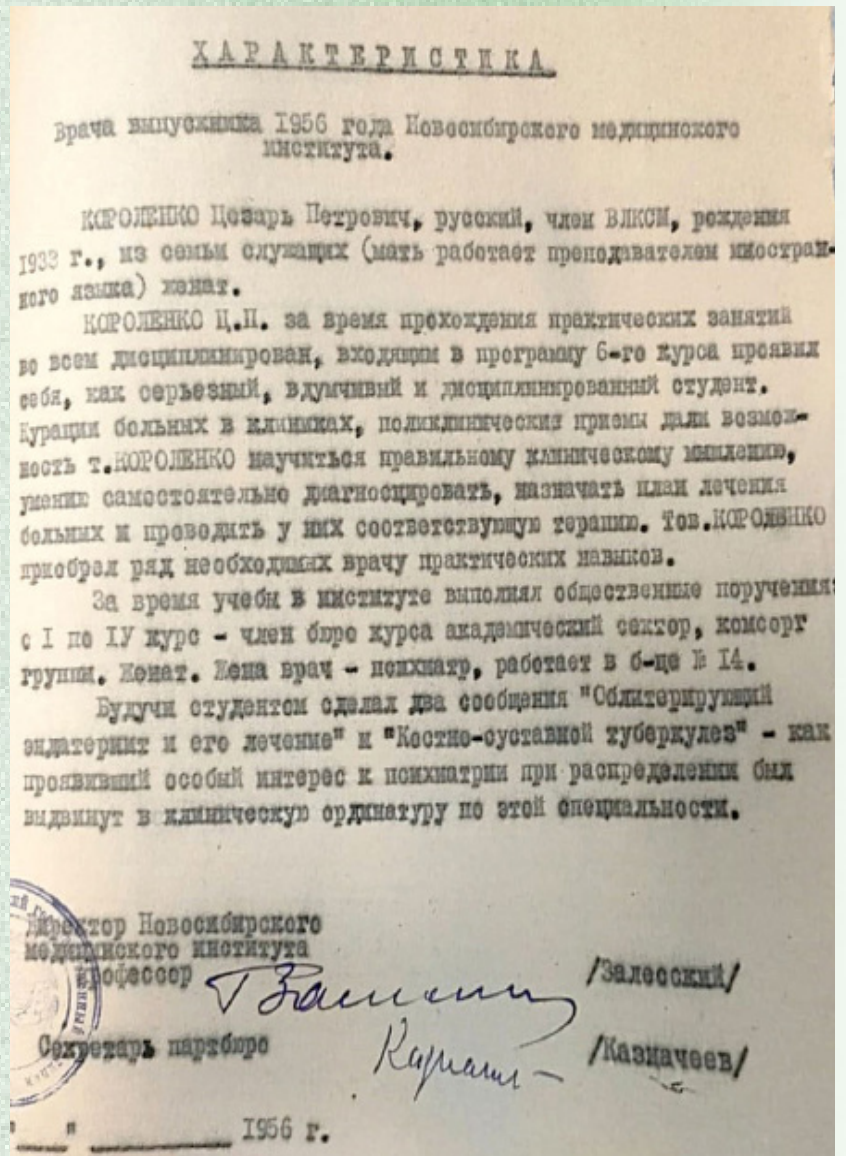 ХАРАКТЕРИСТИКА
Врача выпускника 1956 года Новосибирского медицинского
института.
КОРОЛЕНКО Цезарь Петрович, русский, член ВЛКСМ, рождения
1933 г., из семьи служащих (мать работает преподавателем иностран-
ного языка) женат.
КОРОЛЕНКО Ц.П. за время прохождения практических занятий
во всем дисциплинирован, входящим в программу 6-го курса проявил
себя, как серьезный, вдумчивый и дисциплинированный студент.
Курации больных в клиниках, поликлинические приемы дали возмож-
ность т.КОРОЛЕНКО научиться правильному клиническому мышлению,
умению самостоятельно диагносцировать, назначать план лечения
больных и проводить у них соответствующую терапию. Тов.КОРОЛЕНКО
приобрел ряд необходимых врачу практических навыков.
За время учебы в институте выполнял общественные поручения:
с I по IУ курс - член бюро курса академический сектор, комсорг
группы. Женат. Жена врач - психиатр, работает в б-це № I4.
Будучи студентом сделал два сообщения "Облитерирующий
эндатериит и его лечение" и "Костно-суставной туберкулез" - как
проявивший особый интерес к психиатрии при распределении был
выдвинут в клиническую ординатуру по этой специальности.
Директор Новосибирского
медицинского института
профессор /Залесский/
Секретарь партбюро /Казначеев/
" " 1956 г.